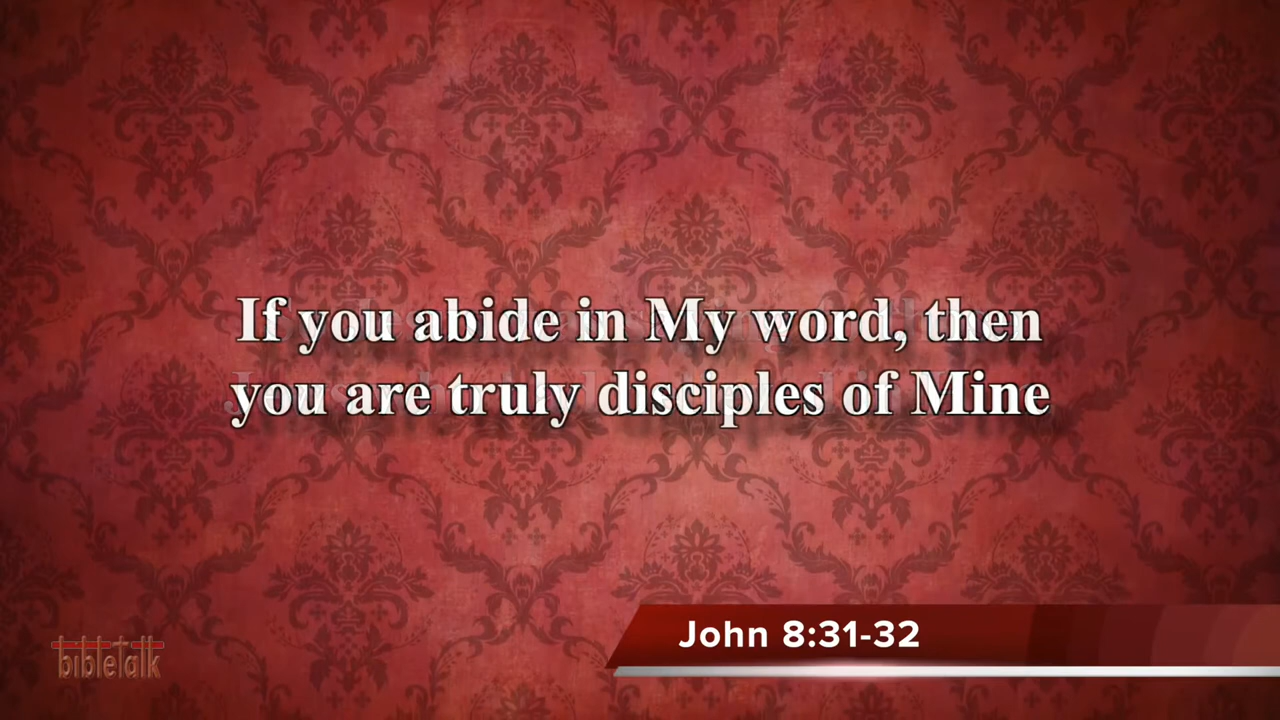 If you abide in My word, then
you are truly disciples of Mine
John 8:31-32
bibletalk